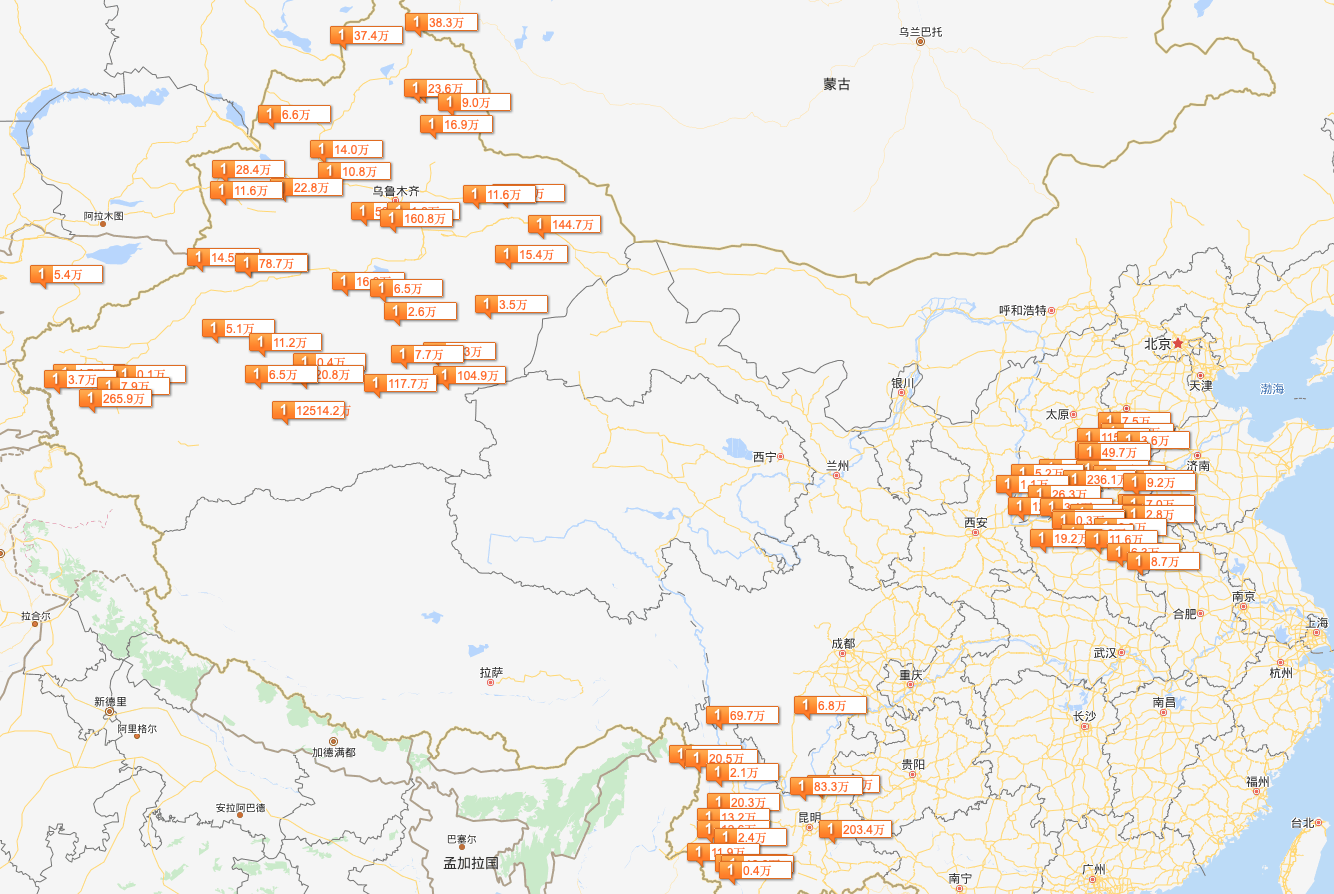 1 38.3万
1 37.4万
乌兰巴托
蒙古
1 23.6万
1 9.0万
1 6.6万
1 16.9万
1 14.0万
1 28.4万
1 10.8万
1 11.6万
22.8万
乌鲁木齐
1 11.6万
万
1
1 160.8万
阿拉木图
1 144.7万
1 14.5
1 78.7万
1 15.4万
1 5.4万
1 16.
1 6.5万
1 2.6万
1 3.5万
呼和浩特
1 5.1万
1 11.2万
北京
1 7.7万
3万
1 0.4万
1 6.5万
20.8万
1 117.7万
1 104.9万
1 3.7万
1 0.1万
1 7.9万
1 265.9万
1 12514.2万
银川
天津
渤海
太原
1 7.5万
1 115
1 3.6万
1 49.7万
济南
西宁
兰州
1 5.2万
1 236.1
1 9.2万
1 1.1万
1 26.3万
7.0万
1 2.8万
西安
1 0.3万
1 19.2万
1 11.6万
1 6.3万
1 8.7万
南京
合肥
上海
拉合尔
成都
武汉
杭州
拉萨
重庆
新德里
南昌
长沙
1 69.7万
1 6.8万
阿里格尔
加德满都
1
1 20.5万
1 2.1万
贵阳
1 83.3万
万
福州
1 20.3万
安拉阿巴德
1 13.2万
昆明
1 203.4万
台北
1 2.4万
巴塞尔
1 11.9万
孟加拉国
1 0.4万
广州
南宁